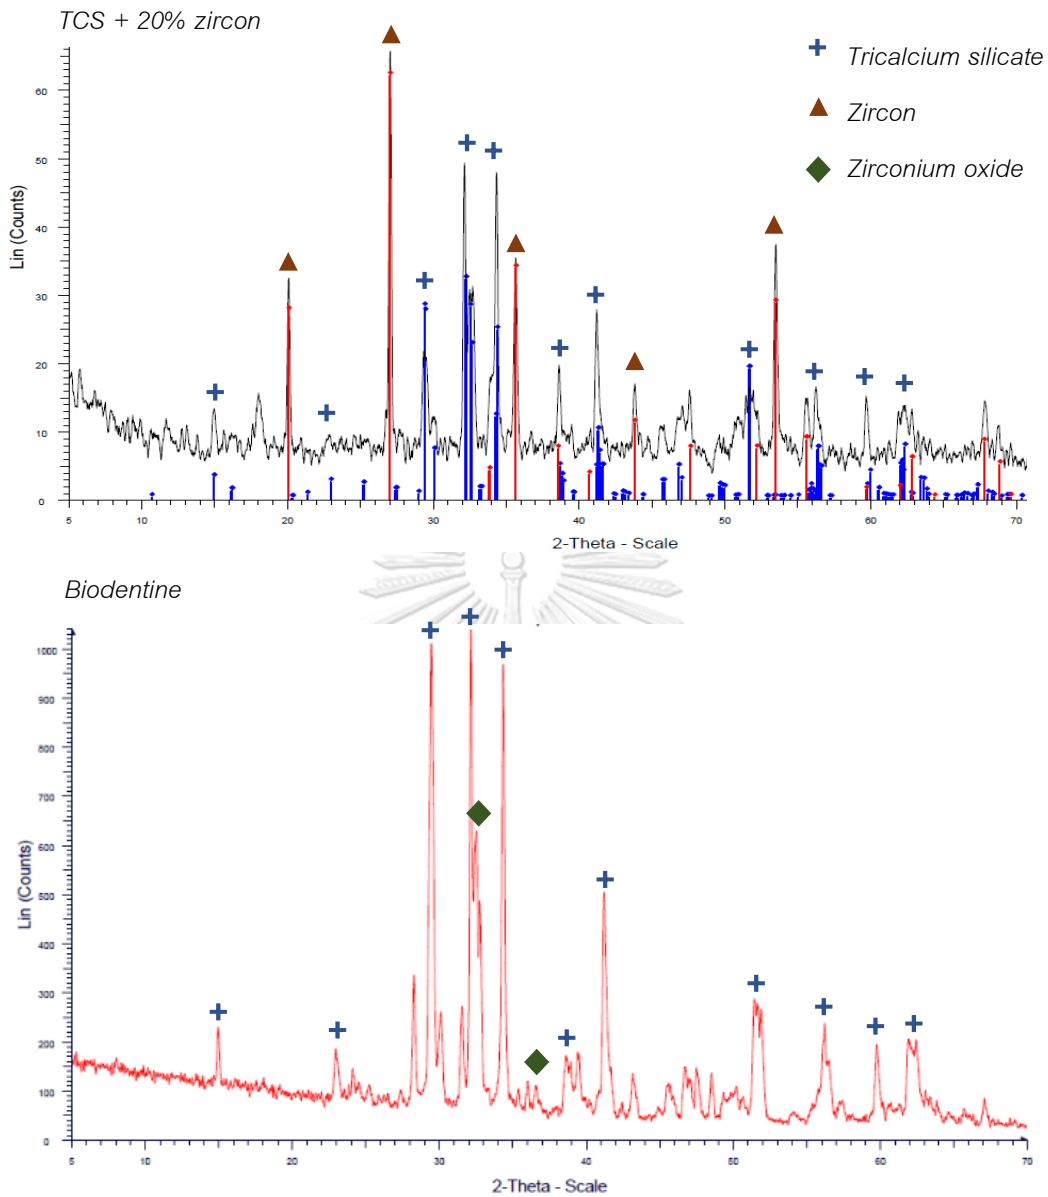 TCS + 20% zircon
Tricalcium silicate
Zircon
Zirconium oxide
Lin (Counts)
60
50
40
30
20
10
0
5 20 30 40 50 60 70
2-Theta - Scale
Biodentine
Lin (Counts)
1000
900
800
700
600
500
400
300
200
100
0
5 10 20 30 40 50 60 70
2-Theta - Scale